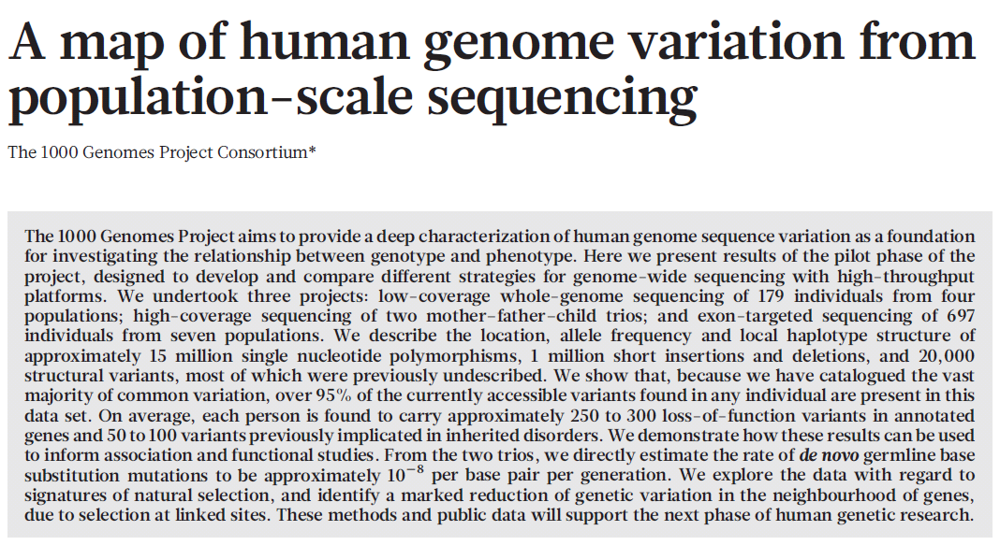 A map of human genome variation from
population-scale sequencing
The 1000 Genomes Project Consortium*
The 1000 Genomes Project aims to provide a deep characterization of human genome sequence variation as a foundation
for investigating the relationship between genotype and phenotype. Here we present results of the pilot phase of the
project, designed to develop and compare different strategies for genome-wide sequencing with high-throughput
platforms. We undertook three projects: low-coverage whole-genome sequencing of 179 individuals from four
populations; high-coverage sequencing of two mother-father-child trios; and exon-targeted sequencing of 697
individuals from seven populations. We describe the location, allele frequency and local haplotype structure of
approximately 15 million single nucleotide polymorphisms, 1 million short insertions and deletions, and 20,000
structural variants, most of which were previously undescribed. We show that, because we have catalogued the vast
majority of common variation, over 95% of the currently accessible variants found in any individual are present in this
data set. On average, each person is found to carry approximately 250 to 300 loss-of-function variants in annotated
genes and 50 to 100 variants previously implicated in inherited disorders. We demonstrate how these results can be used
to inform association and functional studies. From the two trios, we directly estimate the rate of de novo germline base
substitution mutations to be approximately 10⁻⁸ per base pair per generation. We explore the data with regard to
signatures of natural selection, and identify a marked reduction of genetic variation in the neighbourhood of genes,
due to selection at linked sites. These methods and public data will support the next phase of human genetic research.